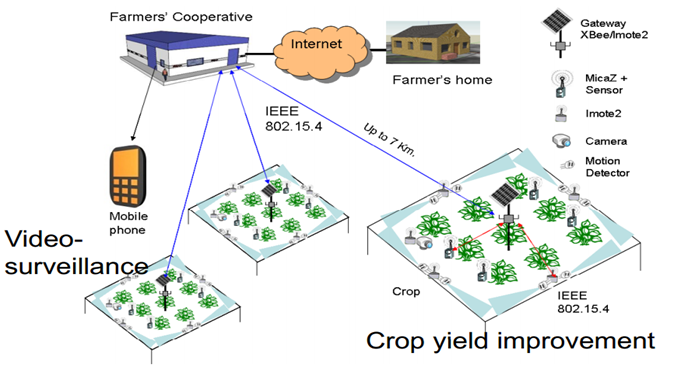 Farmers' Cooperative
Internet
Farmer's home
Gateway
XBee/Imote2
MicaZ +
Sensor
Imote2
Camera
Motion
Detector
IEEE
802.15.4
Up to 7 Km.
Mobile
phone
Video-
surveillance
Crop
IEEE
802.15.4
Crop yield improvement